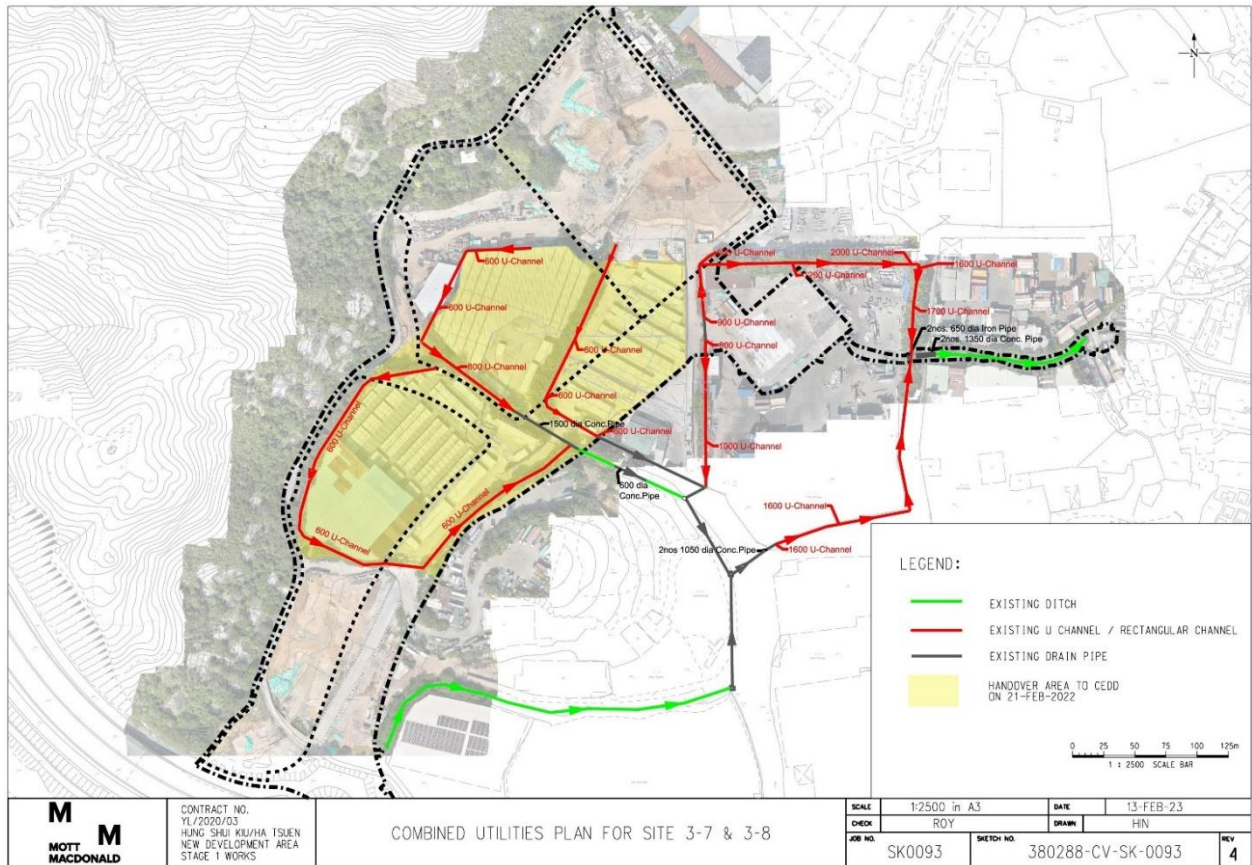 N
2000 U-Channel
U-Channel
1600 U-Channel
600 U-Channel
200 U-Channel
600 U-Channel
1700 U-Channel
900 U-Channel
2nos. 650 dia Iron Pipe
2nos. 1350 dia Conc. Pipe
800 U-Channel
600 U-Channel
800 U-Channel
600 U-Channel
600 U-Channel
1500 dia Conc.Pipe
600 U-Channel
1000 U-Channel
600 dia
Conc.Pipe
600 U-Channel
1600 U-Channel
600 U-Channel
2nos 1050 dia Conc.Pipe
1600 U-Channel
LEGEND:
EXISTING DITCH
EXISTING U CHANNEL / RECTANGULAR CHANNEL
EXISTING DRAIN PIPE
HANDOVER AREA TO CEDD
ON 21-FEB-2022
0 25 50 75 100 125m
1 : 2500 SCALE BAR
M
M
MOTT
MACDONALD
CONTRACT NO.
YL/2020/03
HUNG SHUI KIU/HA TSUEN
NEW DEVELOPMENT AREA
STAGE 1 WORKS
COMBINED UTILITIES PLAN FOR SITE 3-7 & 3-8
SCALE 1:2500 in A3 DATE 13-FEB-23
CHECK ROY DRAWN HIN
JOB NO. SK0093 SKETCH NO. 380288-CV-SK-0093 REV 4